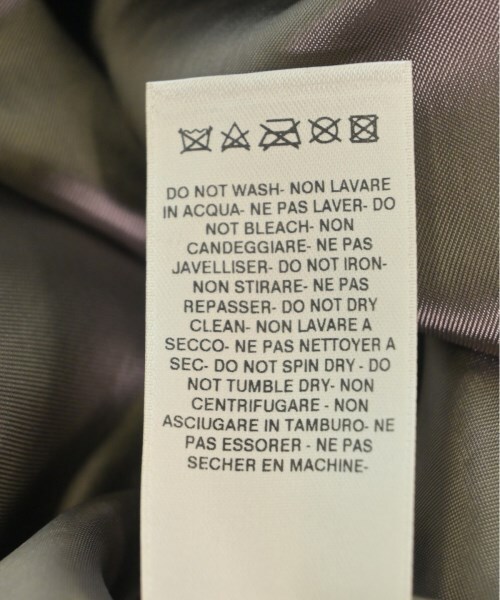 DO NOT WASH- NON LAVARE
IN ACQUA- NE PAS LAVER- DO
NOT BLEACH- NON
CANDEGGIARE- NE PAS
JAVELLISER- DO NOT IRON-
NON STIRARE- NE PAS
REPASSER- DO NOT DRY
CLEAN- NON LAVARE A
SECCO- NE PAS NETTOYER A
SEC- DO NOT SPIN DRY - DO
NOT TUMBLE DRY- NON
CENTRIFUGARE - NON
ASCIUGARE IN TAMBURO- NE
PAS ESSORER - NE PAS
SECHER EN MACHINE-